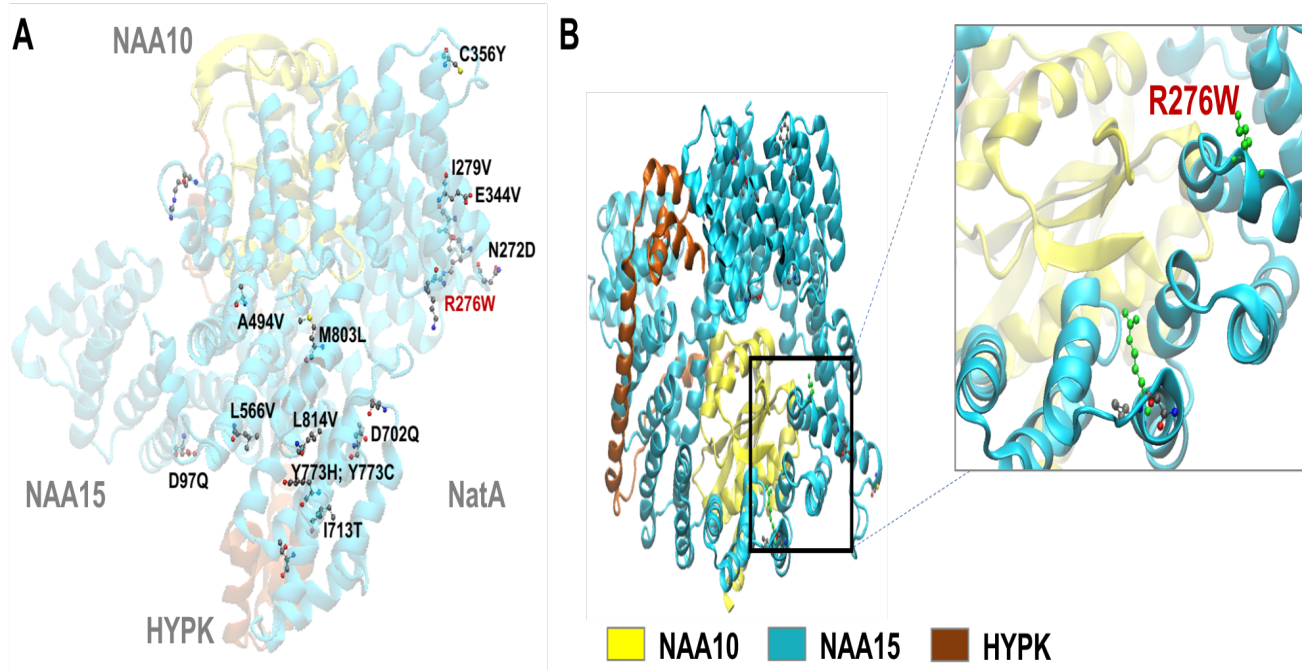 A
NAA10
C356Y
I279V
E344V
N272D
R276W
A494V
M803L
L566V
L814V
D702Q
D97Q
Y773H; Y773C
NAA15
NatA
I713T
HYPK
B
R276W
NAA10
NAA15
HYPK